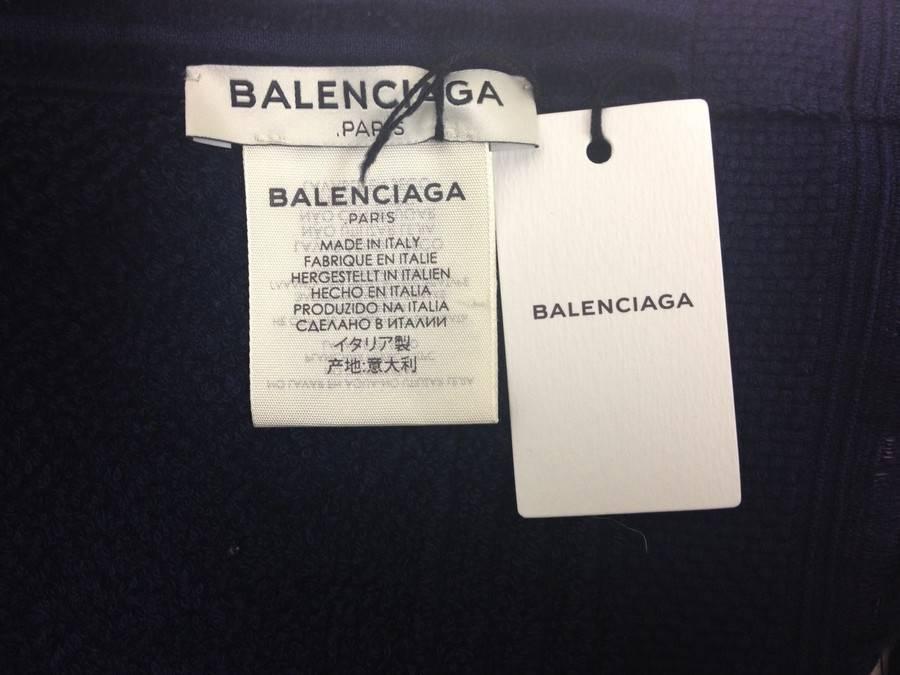 BALENCIAGA
.PARIS
BALENCIAGA
.PARIS
MADE IN ITALY
FABRIQUE EN ITALIE
HERGESTELLT IN ITALIEN
HECHO EN ITALIA
PRODUZIDO NA ITALIA
СДЕЛАНО В ИТАЛИИ
イタリア製
产地:意大利
BALENCIAGA